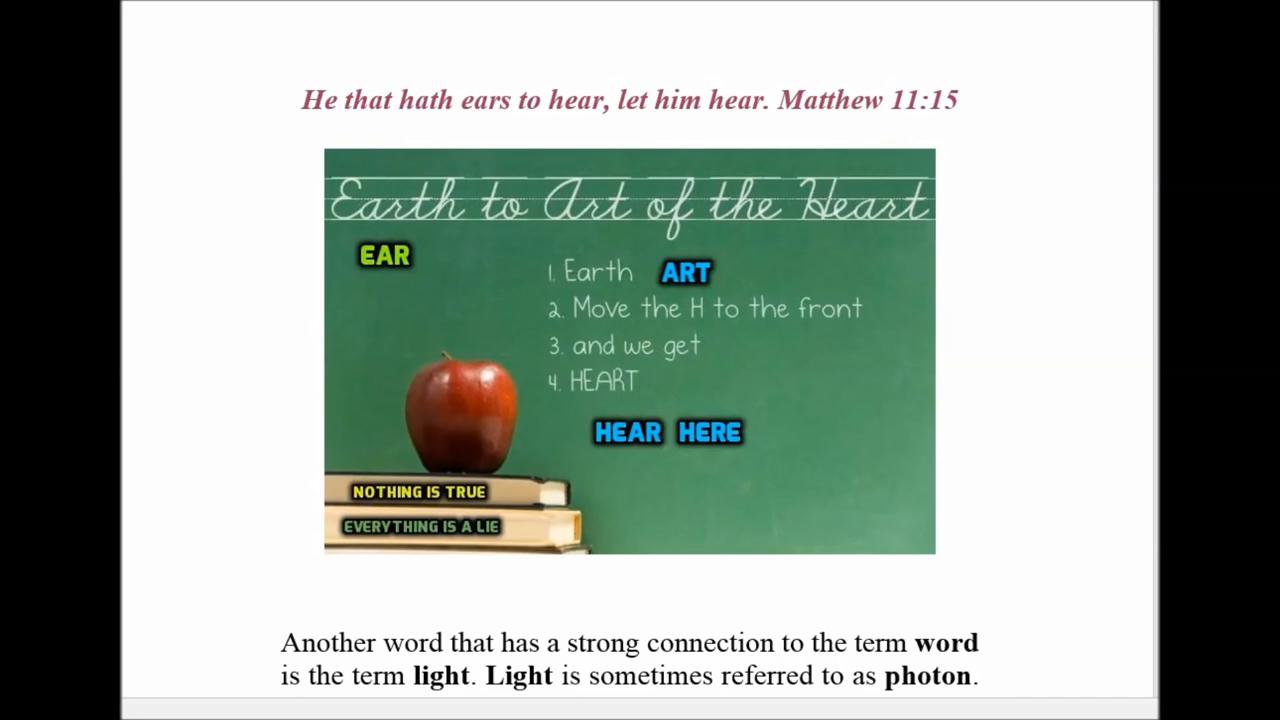 He that hath ears to hear, let him hear. Matthew 11:15
Earth to Art of the Heart
EAR
1. Earth ART
2. Move the H to the front
3. and we get
4. HEART
HEAR HERE
NOTHING IS TRUE
EVERYTHING IS A LIE
Another word that has a strong connection to the term word
is the term light. Light is sometimes referred to as photon.